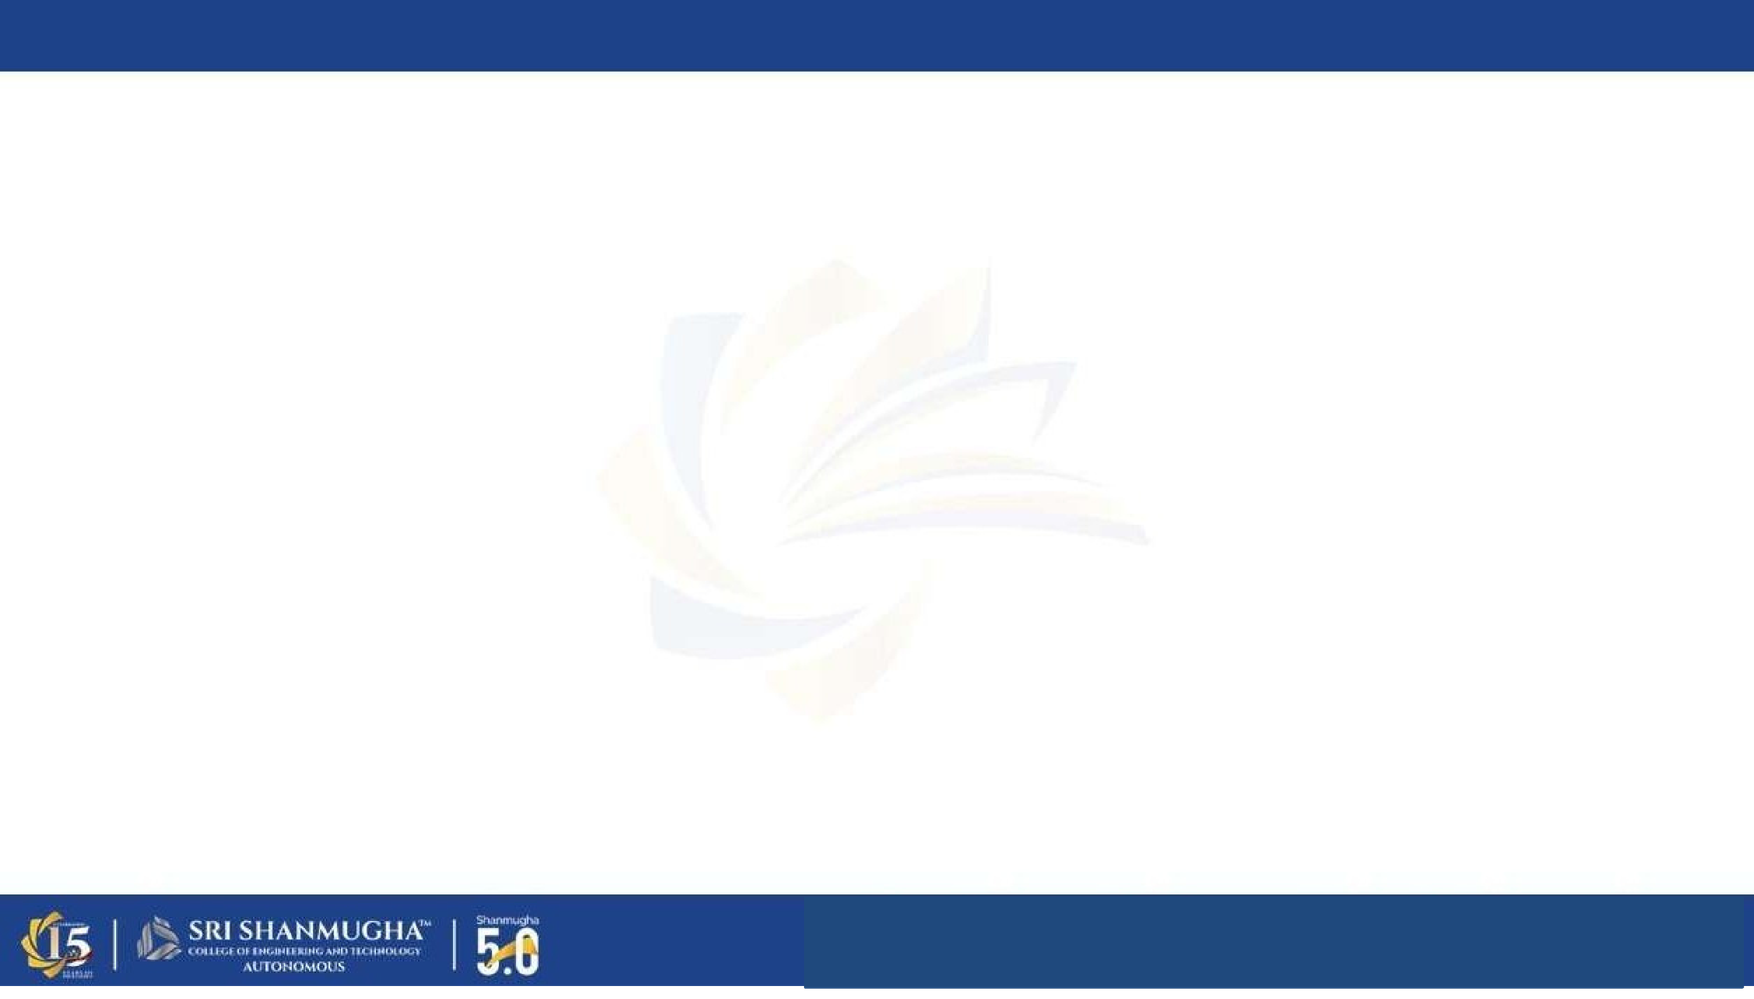 15
SRI SHANMUGHA™
COLLEGE OF ENGINEERING AND TECHNOLOGY
AUTONOMOUS
Shanmugha
5.0